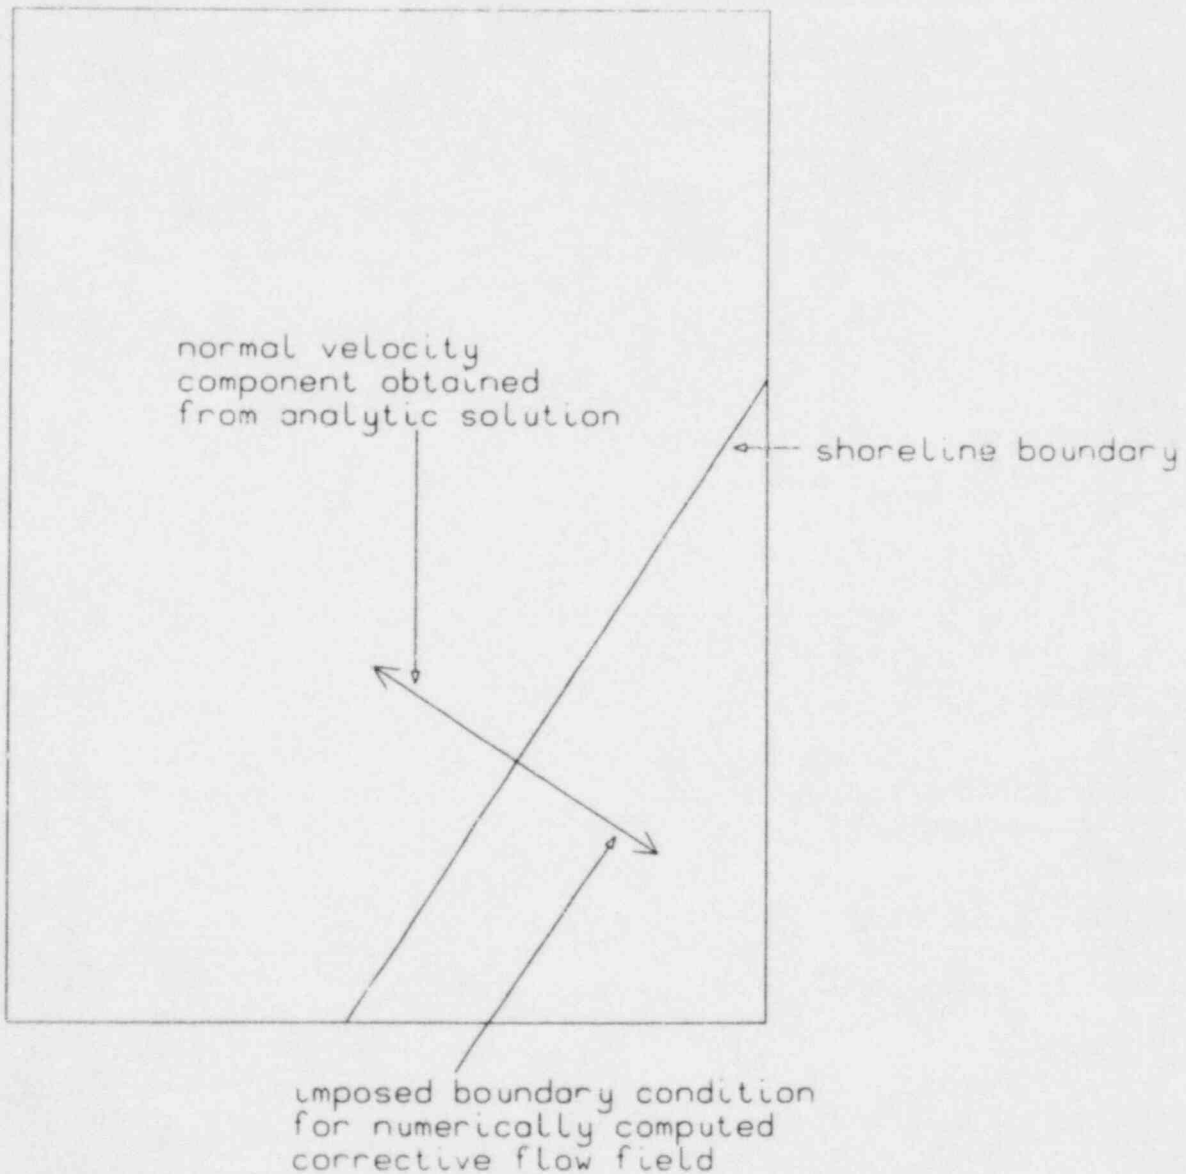 normal velocity
component obtained
from analytic solution
shoreline boundary
imposed boundary condition
for numerically computed
corrective flow field